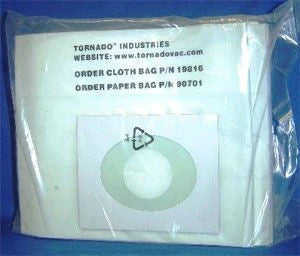 TORNADO® INDUSTRIES
WEBSITE: www.tornadovac.com
ORDER CLOTH BAG P/N 19816
ORDER PAPER BAG P/N 90701